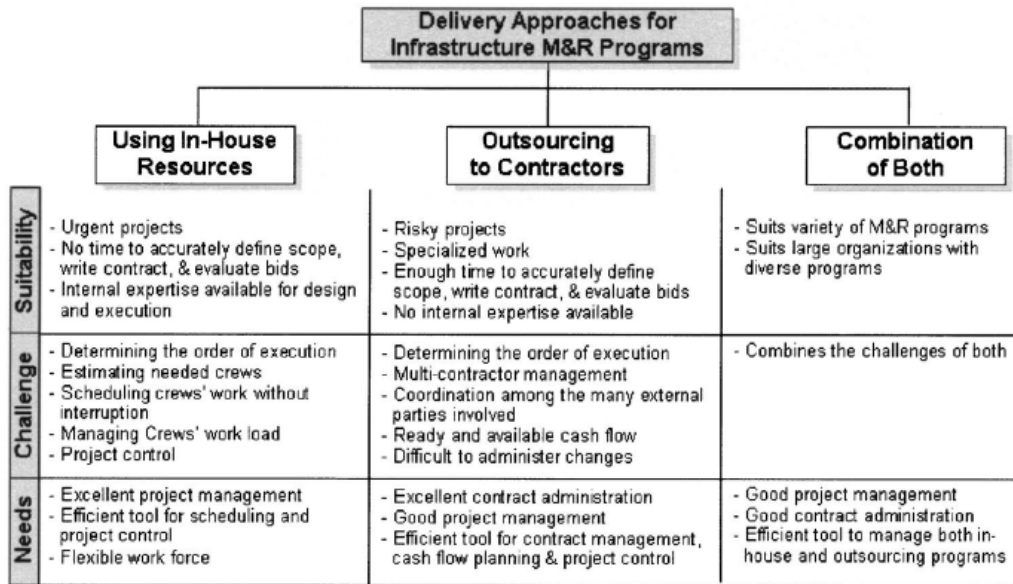 Delivery Approaches for
Infrastructure M&R Programs
Using In-House
Resources
Outsourcing
to Contractors
Combination
of Both
Suitability
- Urgent projects
- No time to accurately define scope,
write contract, & evaluate bids
- Internal expertise available for design
and execution
- Risky projects
- Specialized work
- Enough time to accurately define
scope, write contract, & evaluate bids
- No internal expertise available
- Suits variety of M&R programs
- Suits large organizations with
diverse programs
Challenge
- Determining the order of execution
- Estimating needed crews
- Scheduling crews' work without
interruption
- Managing Crews' work load
- Project control
- Determining the order of execution
- Multi-contractor management
- Coordination among the many external
parties involved
- Ready and available cash flow
- Difficult to administer changes
- Combines the challenges of both
Needs
- Excellent project management
- Efficient tool for scheduling and
project control
- Flexible work force
- Excellent contract administration
- Good project management
- Efficient tool for contract management,
cash flow planning & project control
- Good project management
- Good contract administration
- Efficient tool to manage both in-
house and outsourcing programs